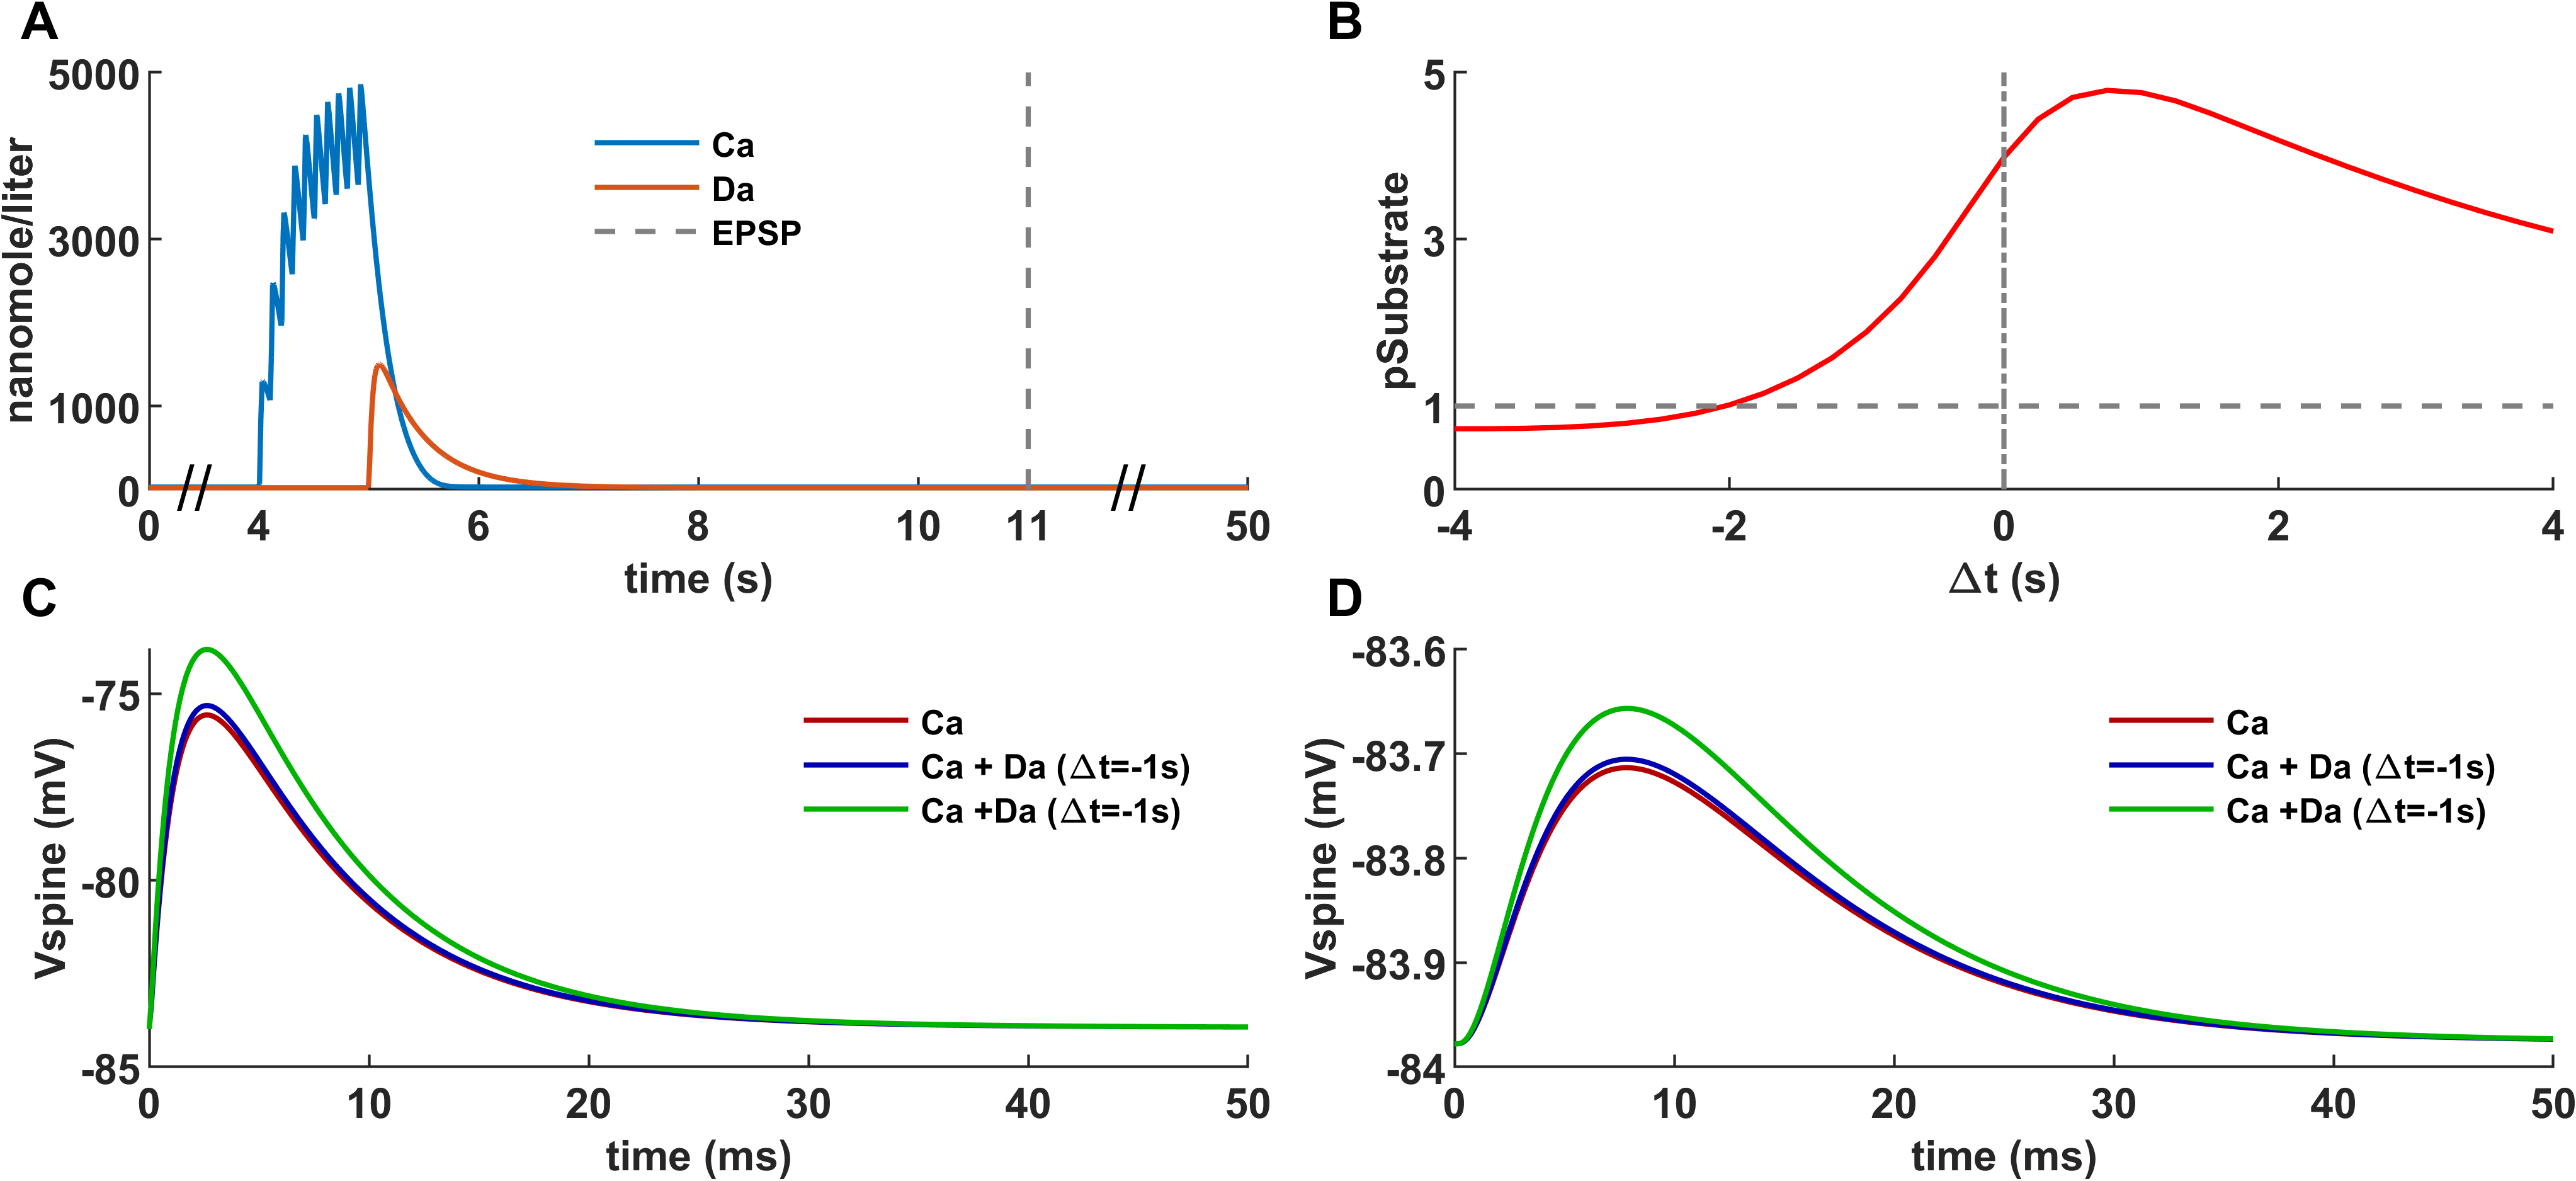 A
5000
3000
1000
0
nanomole/liter
Ca
Da
EPSP
0 4 6 8 10 11 50
time (s)
B
5
3
1
0
pSubstrate
-4 -2 0 2 4
Δt (s)
C
-75
-80
-85
Vspine (mV)
Ca
Ca + Da (Δt=-1s)
Ca +Da (Δt=-1s)
0 10 20 30 40 50
time (ms)
D
-83.6
-83.7
-83.8
-83.9
-84
Vspine (mV)
Ca
Ca + Da (Δt=-1s)
Ca +Da (Δt=-1s)
0 10 20 30 40 50
time (ms)